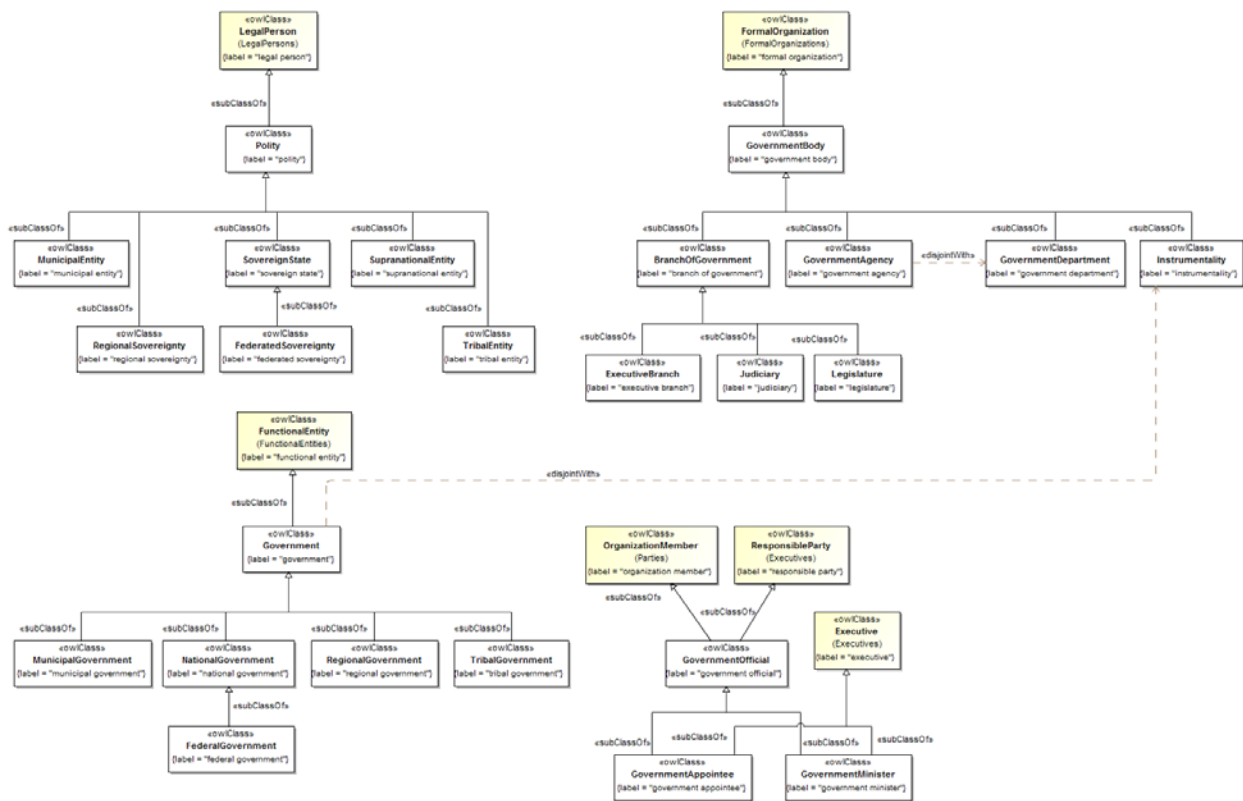 «owlClass»
LegalPerson
(LegalPersons)
{label = "legal person"}
«subClassOf»
«owlClass»
Polity
{label = "polity"}
«subClassOf»
«subClassOf»
«subClassOf»
«subClassOf»
«subClassOf»
«owlClass»
MunicipalEntity
{label = "municipal entity"}
«owlClass»
SovereignState
{label = "sovereign state"}
«owlClass»
SupranationalEntity
{label = "supranational entity"}
«subClassOf»
«owlClass»
RegionalSovereignty
{label = "regional sovereignty"}
«owlClass»
FederatedSovereignty
{label = "federated sovereignty"}
«owlClass»
TribalEntity
{label = "tribal entity"}
«owlClass»
FormalOrganization
(FormalOrganizations)
{label = "formal organization"}
«subClassOf»
«owlClass»
GovernmentBody
{label = "government body"}
«subClassOf»
«subClassOf»
«subClassOf»
«subClassOf»
«owlClass»
BranchOfGovernment
{label = "branch of government"}
«owlClass»
GovernmentAgency
{label = "government agency"}
«disjointWith»
«owlClass»
GovernmentDepartment
{label = "government department"}
«owlClass»
Instrumentality
{label = "instrumentality"}
«subClassOf»
«subClassOf»
«subClassOf»
«owlClass»
ExecutiveBranch
{label = "executive branch"}
«owlClass»
Judiciary
{label = "judiciary"}
«owlClass»
Legislature
{label = "legislature"}
«owlClass»
FunctionalEntity
(FunctionalEntities)
{label = "functional entity"}
«disjointWith»
«subClassOf»
«owlClass»
Government
{label = "government"}
«subClassOf»
«subClassOf»
«subClassOf»
«subClassOf»
«owlClass»
MunicipalGovernment
{label = "municipal government"}
«owlClass»
NationalGovernment
{label = "national government"}
«owlClass»
RegionalGovernment
{label = "regional government"}
«owlClass»
TribalGovernment
{label = "tribal government"}
«subClassOf»
«owlClass»
FederalGovernment
{label = "federal government"}
«owlClass»
OrganizationMember
(Parties)
{label = "organization member"}
«owlClass»
ResponsibleParty
(Executives)
{label = "responsible party"}
«subClassOf»
«subClassOf»
«owlClass»
Executive
(Executives)
{label = "executive"}
«owlClass»
GovernmentOfficial
{label = "government official"}
«subClassOf»
«subClassOf»
«subClassOf»
«subClassOf»
«owlClass»
GovernmentAppointee
{label = "government appointee"}
«owlClass»
GovernmentMinister
{label = "government minister"}